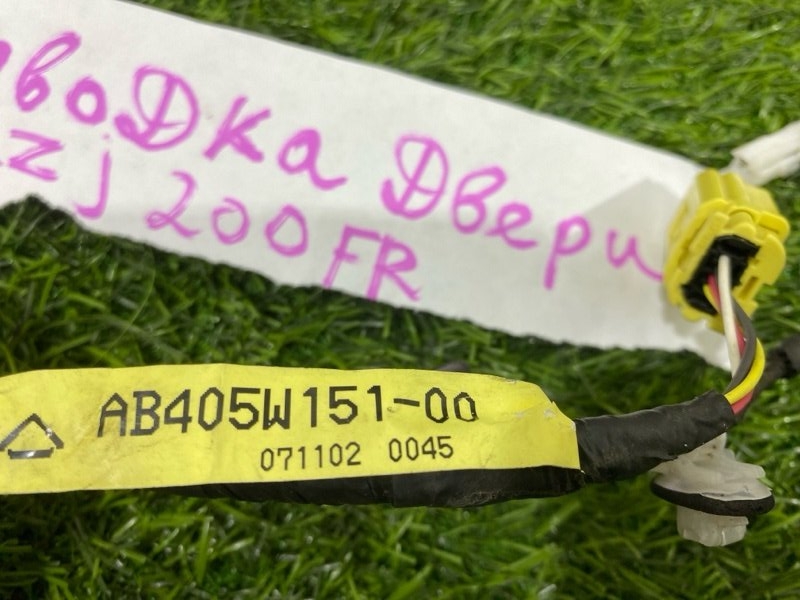 водка двери
zj 200 FR
AB405W151-00
071102 0045